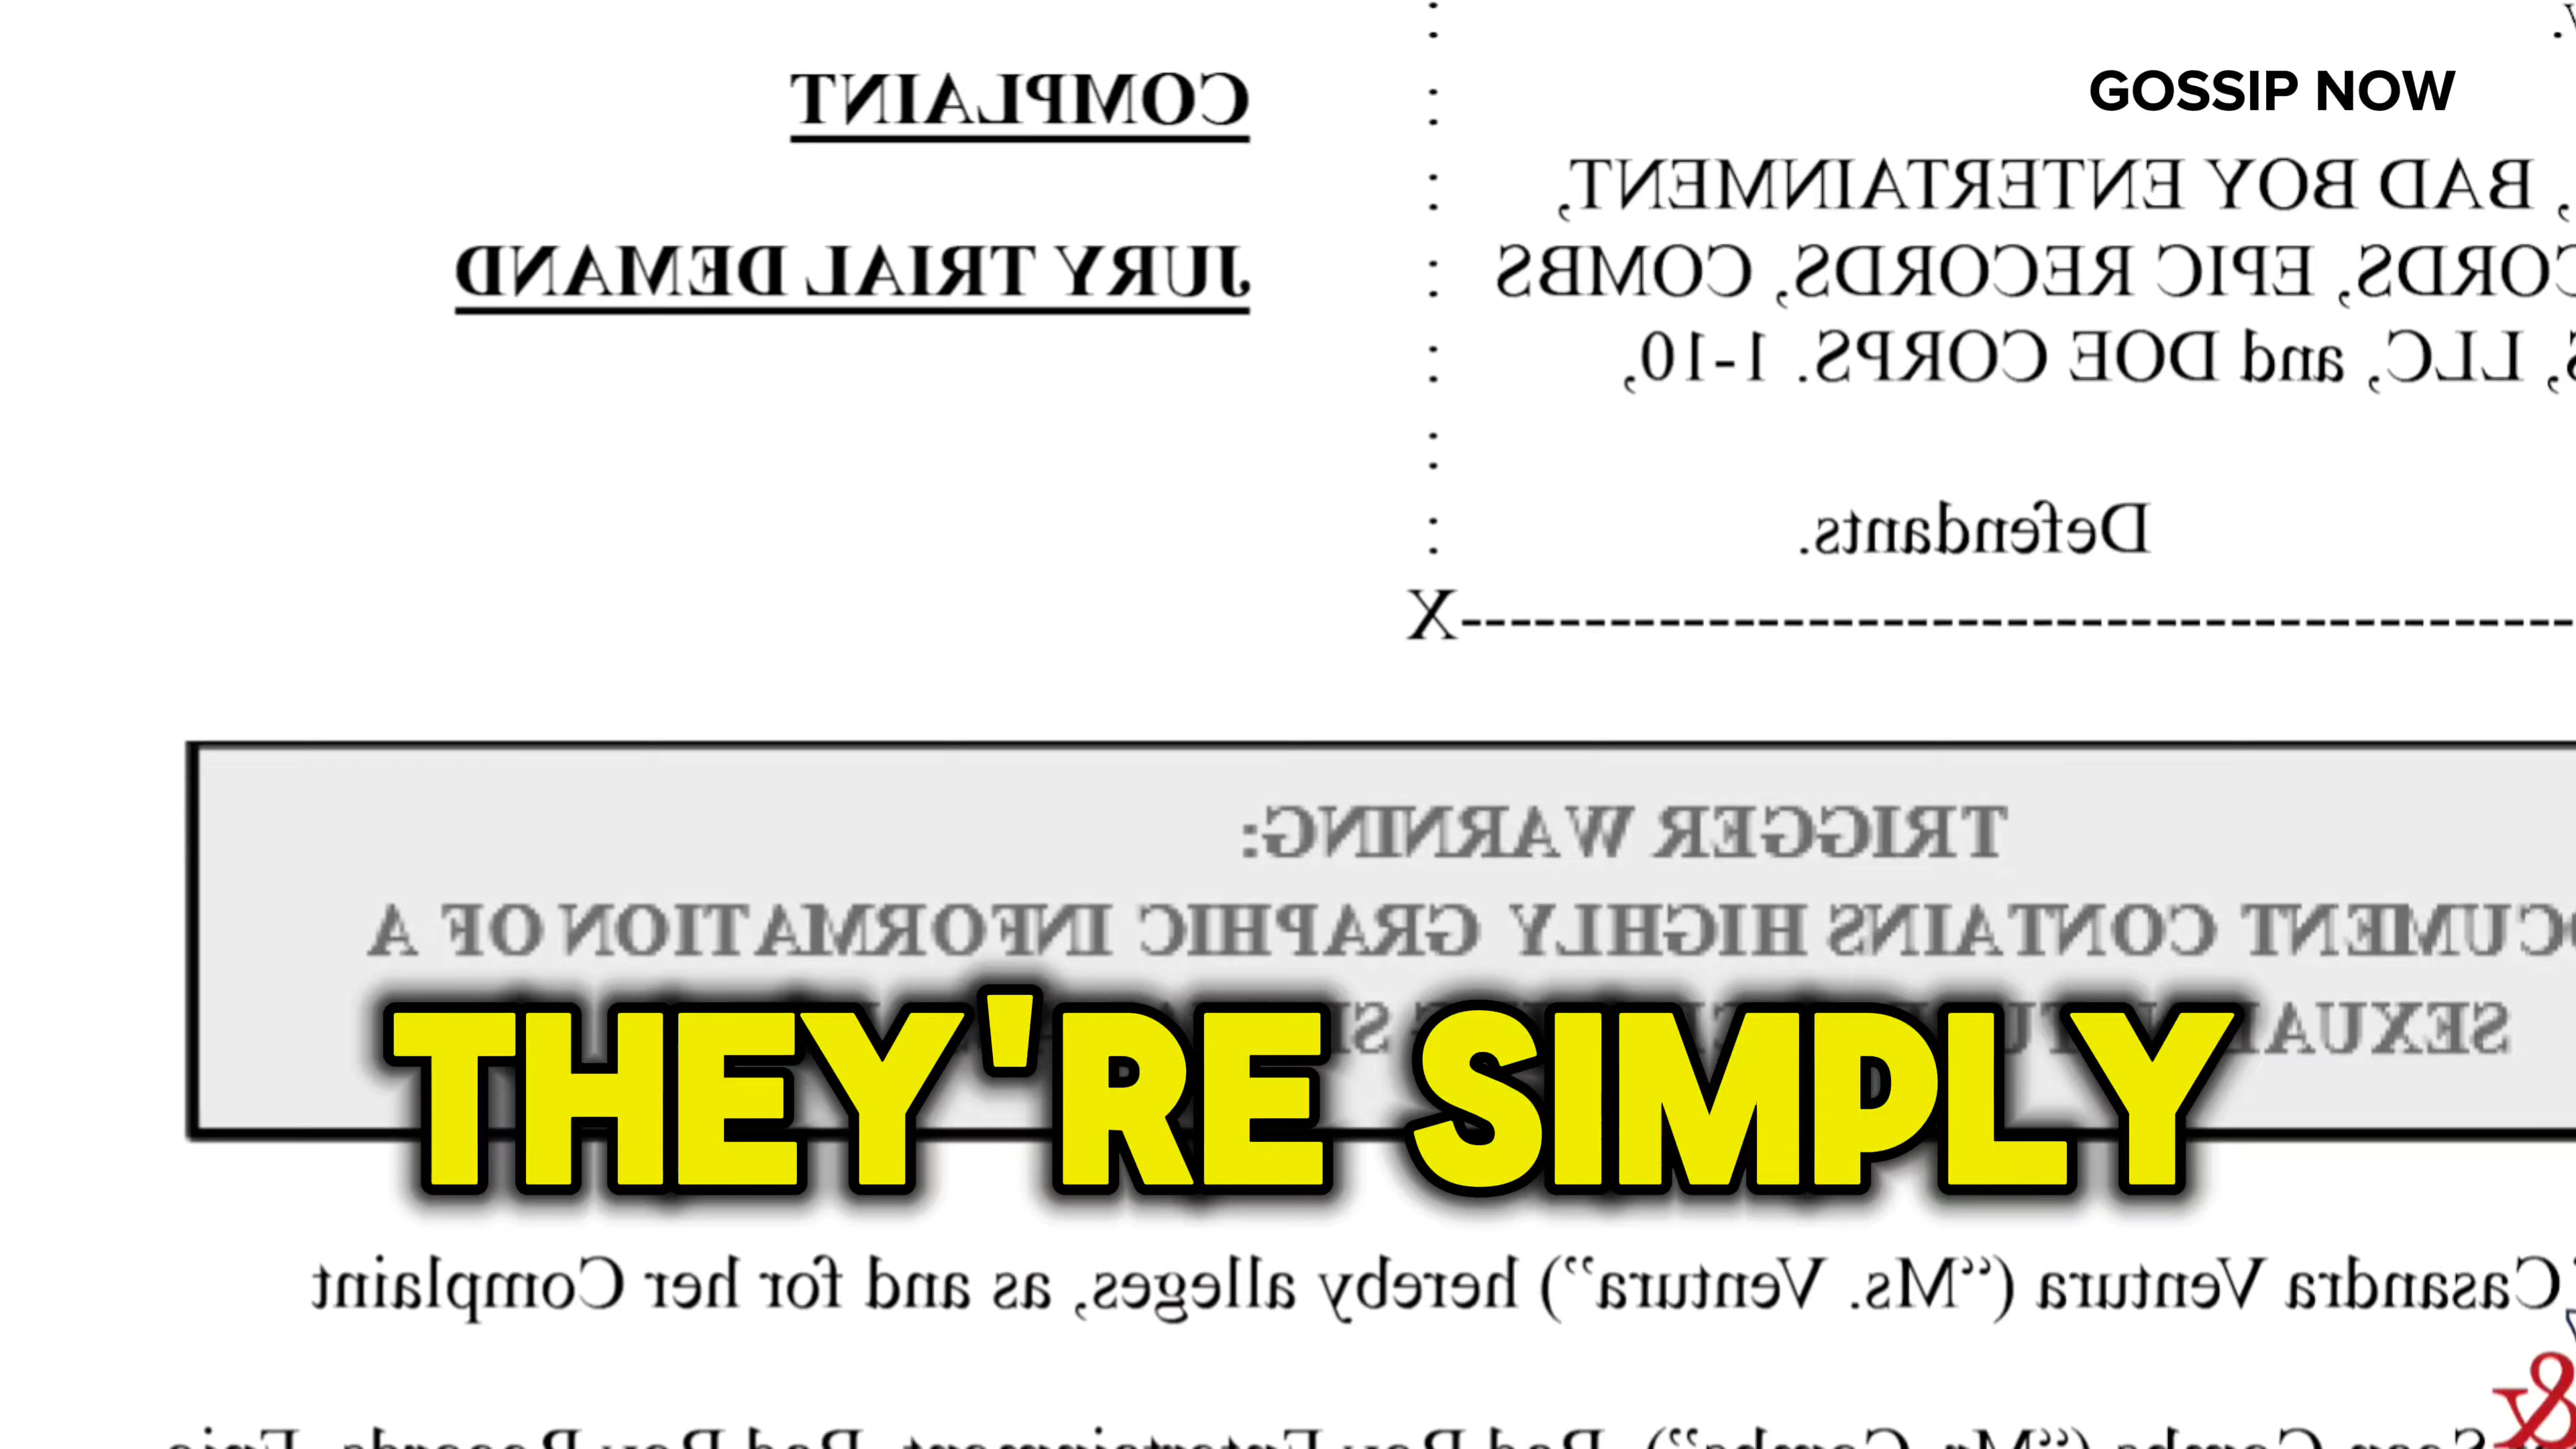 GOSSIP NOW
COMPLAINT
, BAD BOY ENTERTAINMENT,
JURY TRIAL DEMAND
EPIC RECORDS, COMBS
LLC, and DOE CORPS. 1-10,
Defendants.
X
TRIGGER WARNING:
CONTAINS HIGHLY GRAPHIC INFORMATION OF A
THEY'RE SIMPLY
Casandra Ventura (“Ms. Ventura”) hereby alleges, as and for her Complaint
&